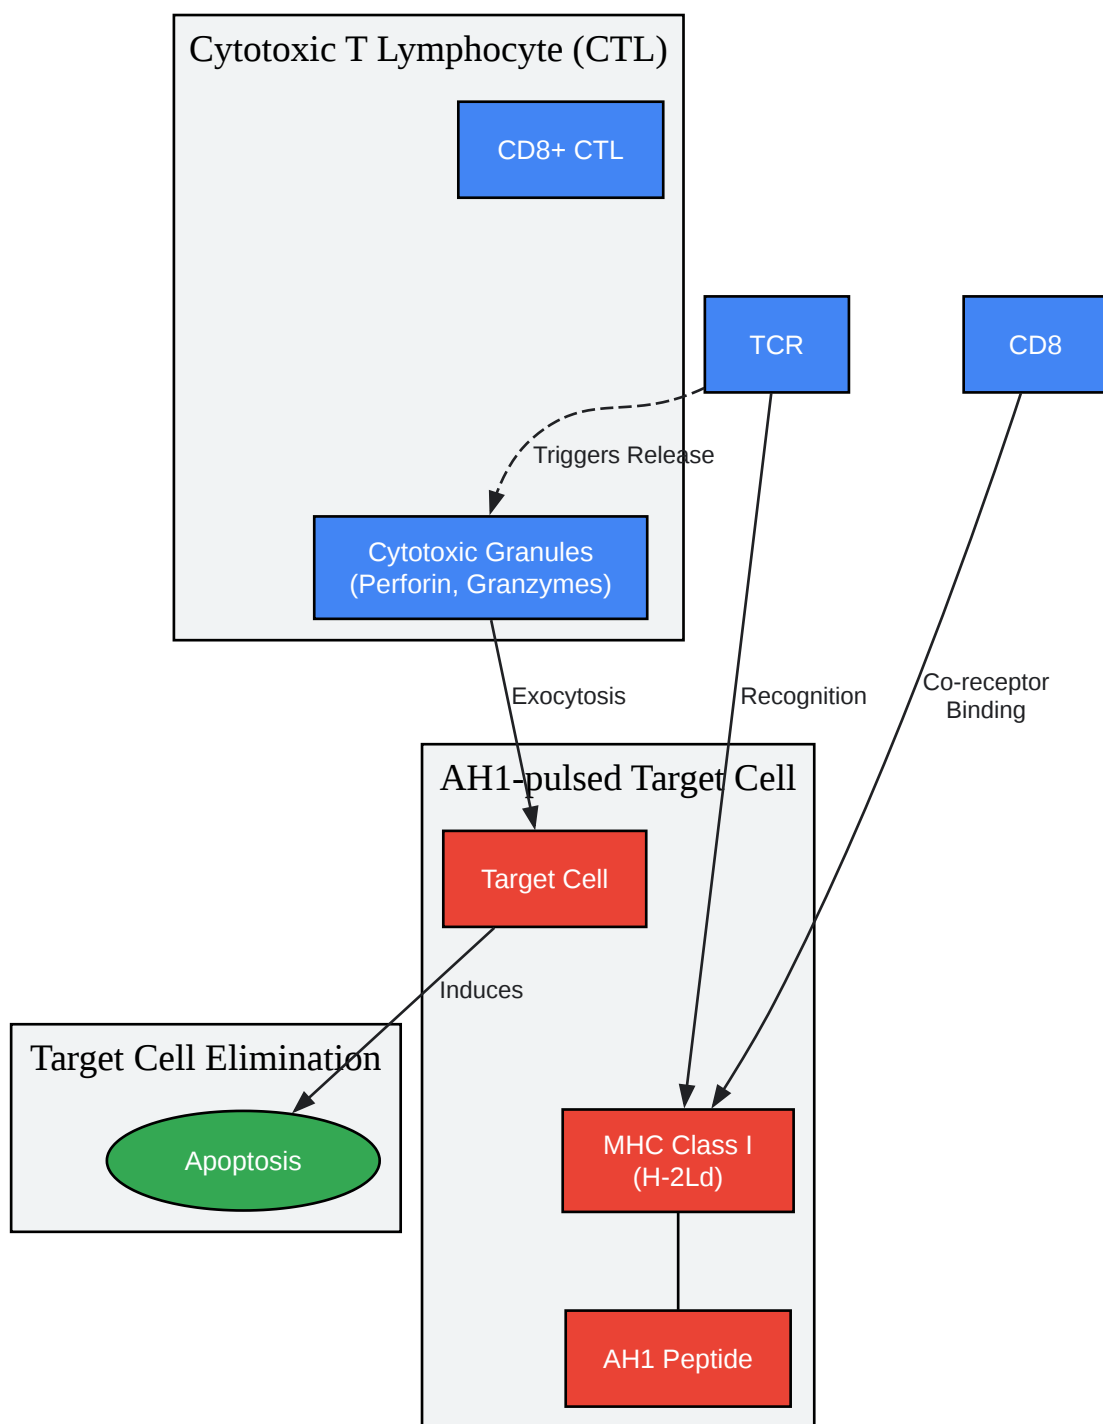 Cytotoxic T Lymphocyte (CTL)
CD8+ CTL
TCR
CD8
Triggers Release
Cytotoxic Granules
(Perforin, Granzymes)
Exocytosis
Recognition
Co-receptor
Binding
AH1-pulsed Target Cell
Target Cell
Induces
Target Cell Elimination
Apoptosis
MHC Class I
(H-2Ld)
AH1 Peptide